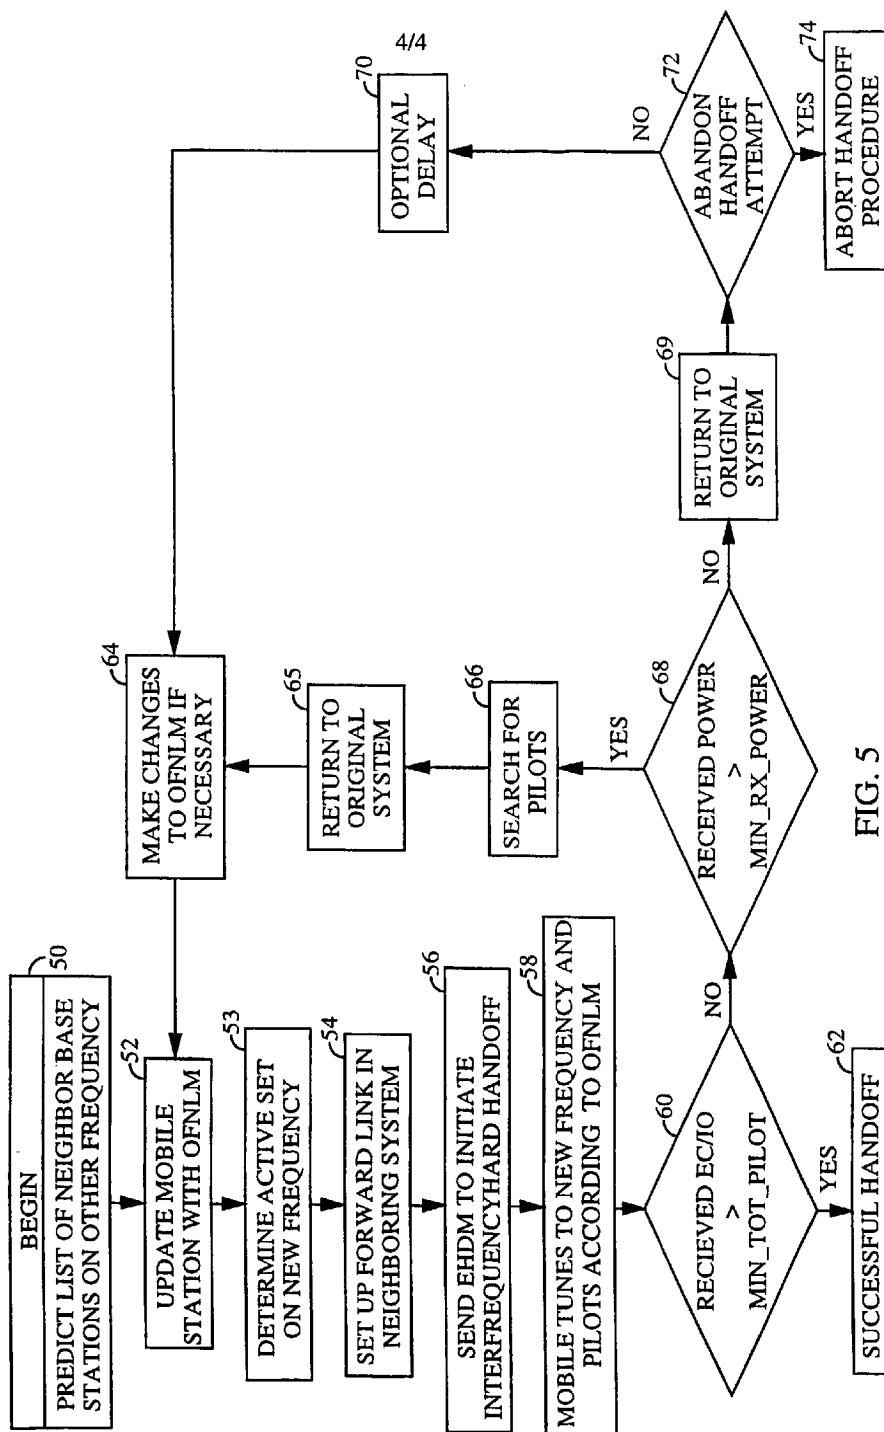 4/4
BEGIN
50
PREDICT LIST OF NEIGHBOR BASE
STATIONS ON OTHER FREQUENCY
52
UPDATE MOBILE
STATION WITH OFNLM
53
DETERMINE ACTIVE SET
ON NEW FREQUENCY
54
SET UP FORWARD LINK IN
NEIGHBORING SYSTEM
56
SEND EHDM TO INITIATE
INTERFREQUENCYHARD HANDOFF
58
MOBILE TUNES TO NEW FREQUENCY AND
PILOTS ACCORDING TO OFNLM
60
RECIEVED EC/IO
>
MIN_TOT_PILOT
YES
NO
62
SUCCESSFUL HANDOFF
64
MAKE CHANGES
TO OFNLM IF
NECESSARY
65
RETURN TO
ORIGINAL
SYSTEM
66
SEARCH FOR
PILOTS
YES
68
RECEIVED POWER
>
MIN_RX_POWER
NO
69
RETURN TO
ORIGINAL
SYSTEM
70
OPTIONAL
DELAY
NO
72
ABANDON
HANDOFF
ATTEMPT
YES
74
ABORT HANDOFF
PROCEDURE
FIG. 5